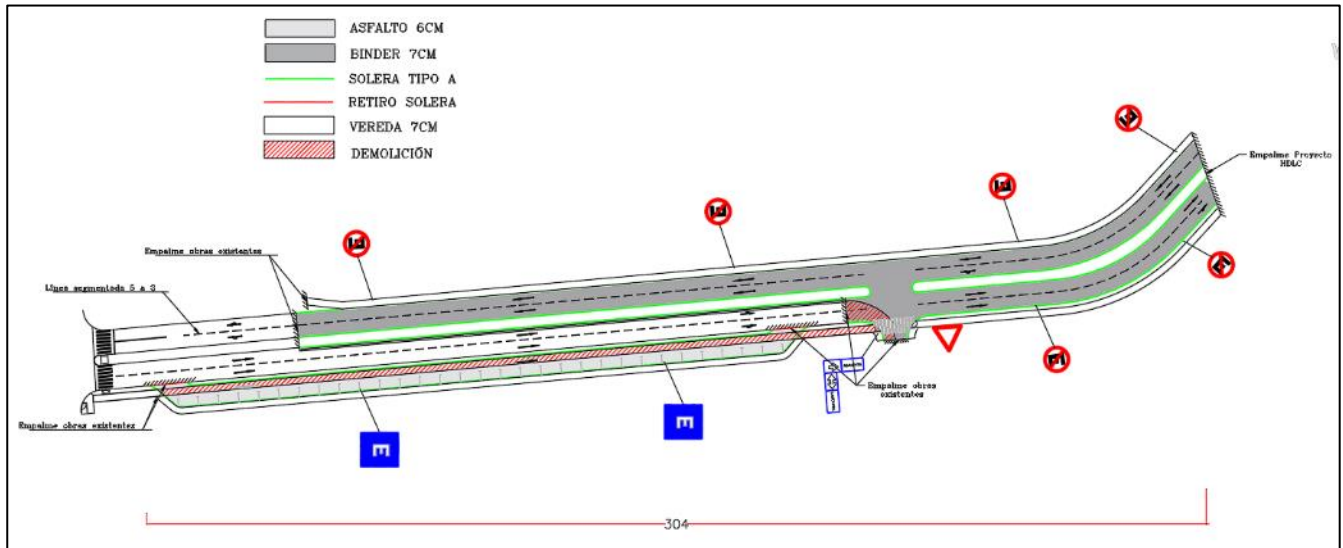 ASFALTO 6CM
BINDER 7CM
SOLERA TIPO A
RETIRO SOLERA
VEREDA 7CM
DEMOLICIÓN
Empalme Proyecto
HDLC
E
E
E
Empalme obras existentes
E
Línea segmentada 5 a 3
E
E
Empalme obras
existentes
E
E
Empalme obras existentes
304